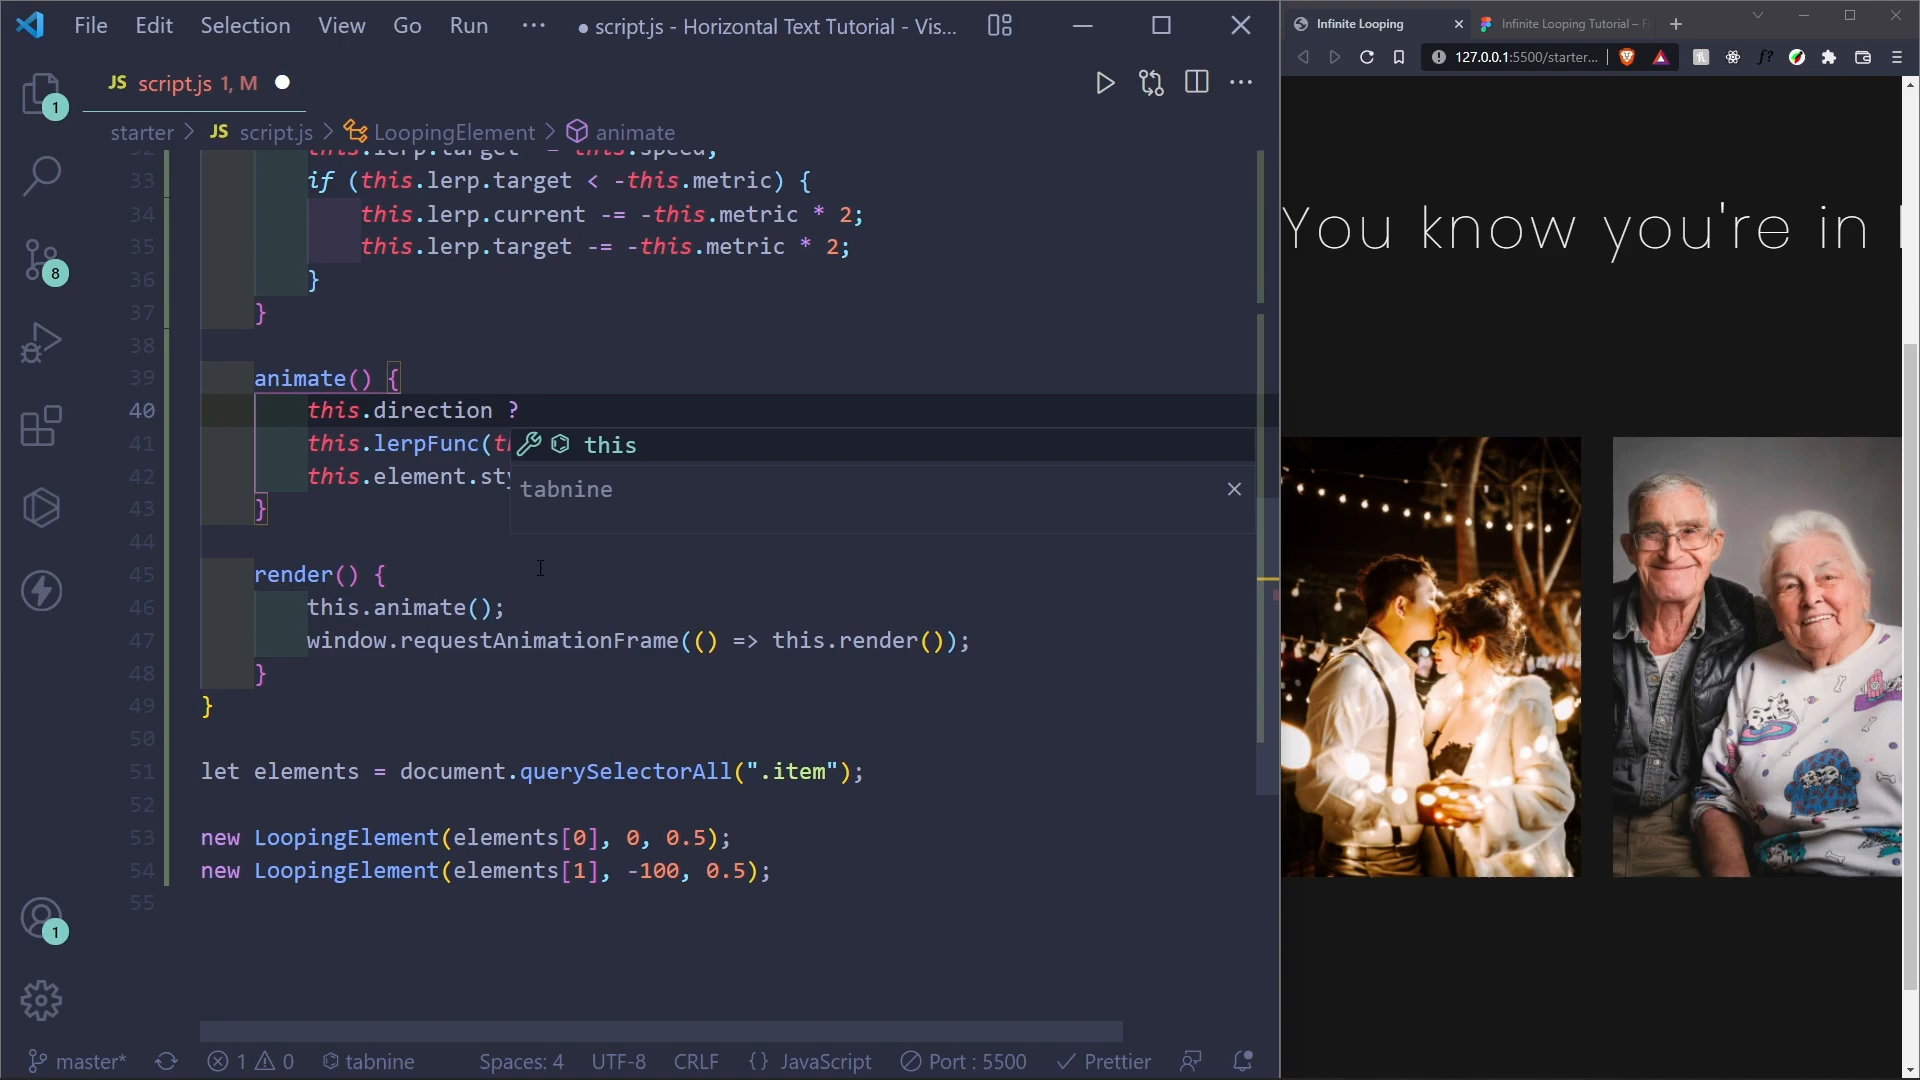 File Edit Selection View Go Run ··· ● script.js - Horizontal Text Tutorial - Vis...
JS script.js 1, M
starter > JS script.js > LoopingElement > animate
33 if (this.lerp.target < -this.metric) {
34 this.lerp.current -= -this.metric * 2;
35 this.lerp.target -= -this.metric * 2;
36 }
37 }
38
39 animate() {
40 this.direction ?
41 this.lerpFunc(t
42 this.element.sty
43 }
44
45 render() {
46 this.animate();
47 window.requestAnimationFrame(() => this.render());
48 }
49 }
50
51 let elements = document.querySelectorAll(".item");
52
53 new LoopingElement(elements[0], 0, 0.5);
54 new LoopingElement(elements[1], -100, 0.5);
55
this
tabnine
1
8
1
master* 1 0 tabnine Spaces: 4 UTF-8 CRLF {} JavaScript Port : 5500 Prettier
Infinite Looping
Infinite Looping Tutorial –
127.0.0.1:5500/starter...
You know you're in